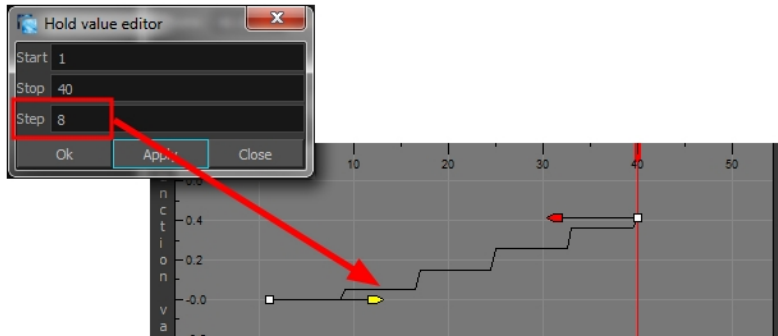 Hold value editor
Start 1
Stop 40
Step 8
Ok Apply Close
10 20 30 40 50
0.4
0.2
-0.0
n
c
t
i
o
n
v
a